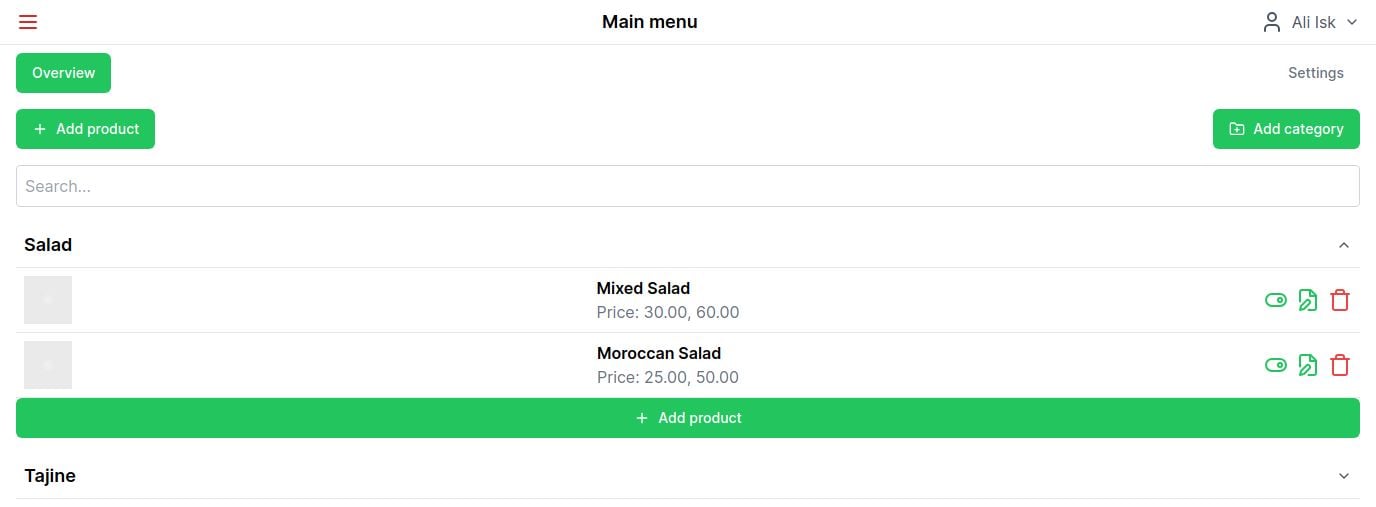 Main menu
Ali Isk
Overview
Settings
Add product
Add category
Search...
Salad
Mixed Salad
Price: 30.00, 60.00
Moroccan Salad
Price: 25.00, 50.00
Add product
Tajine